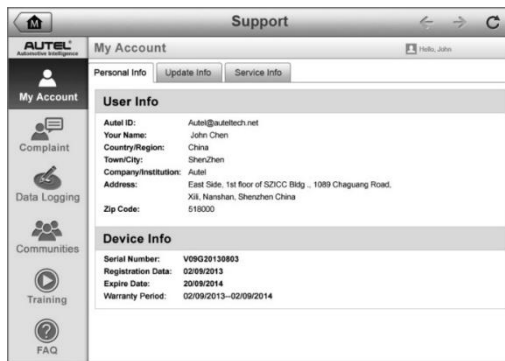 M
Support
AUTEL
Automotive Intelligence
My Account
Hello, John
My Account
Complaint
Data Logging
Communities
Training
FAQ
Personal Info
Update Info
Service Info
User Info
Autel ID: Autel@auteltech.net
Your Name: John Chen
Country/Region: China
Town/City: ShenZhen
Company/Institution: Autel
Address: East Side, 1st floor of SZICC Bldg ., 1089 Chaguang Road,
Xili, Nanshan, Shenzhen China
Zip Code: 518000
Device Info
Serial Number: V09G20130803
Registration Data: 02/09/2013
Expire Date: 20/09/2014
Warranty Period: 02/09/2013--02/09/2014